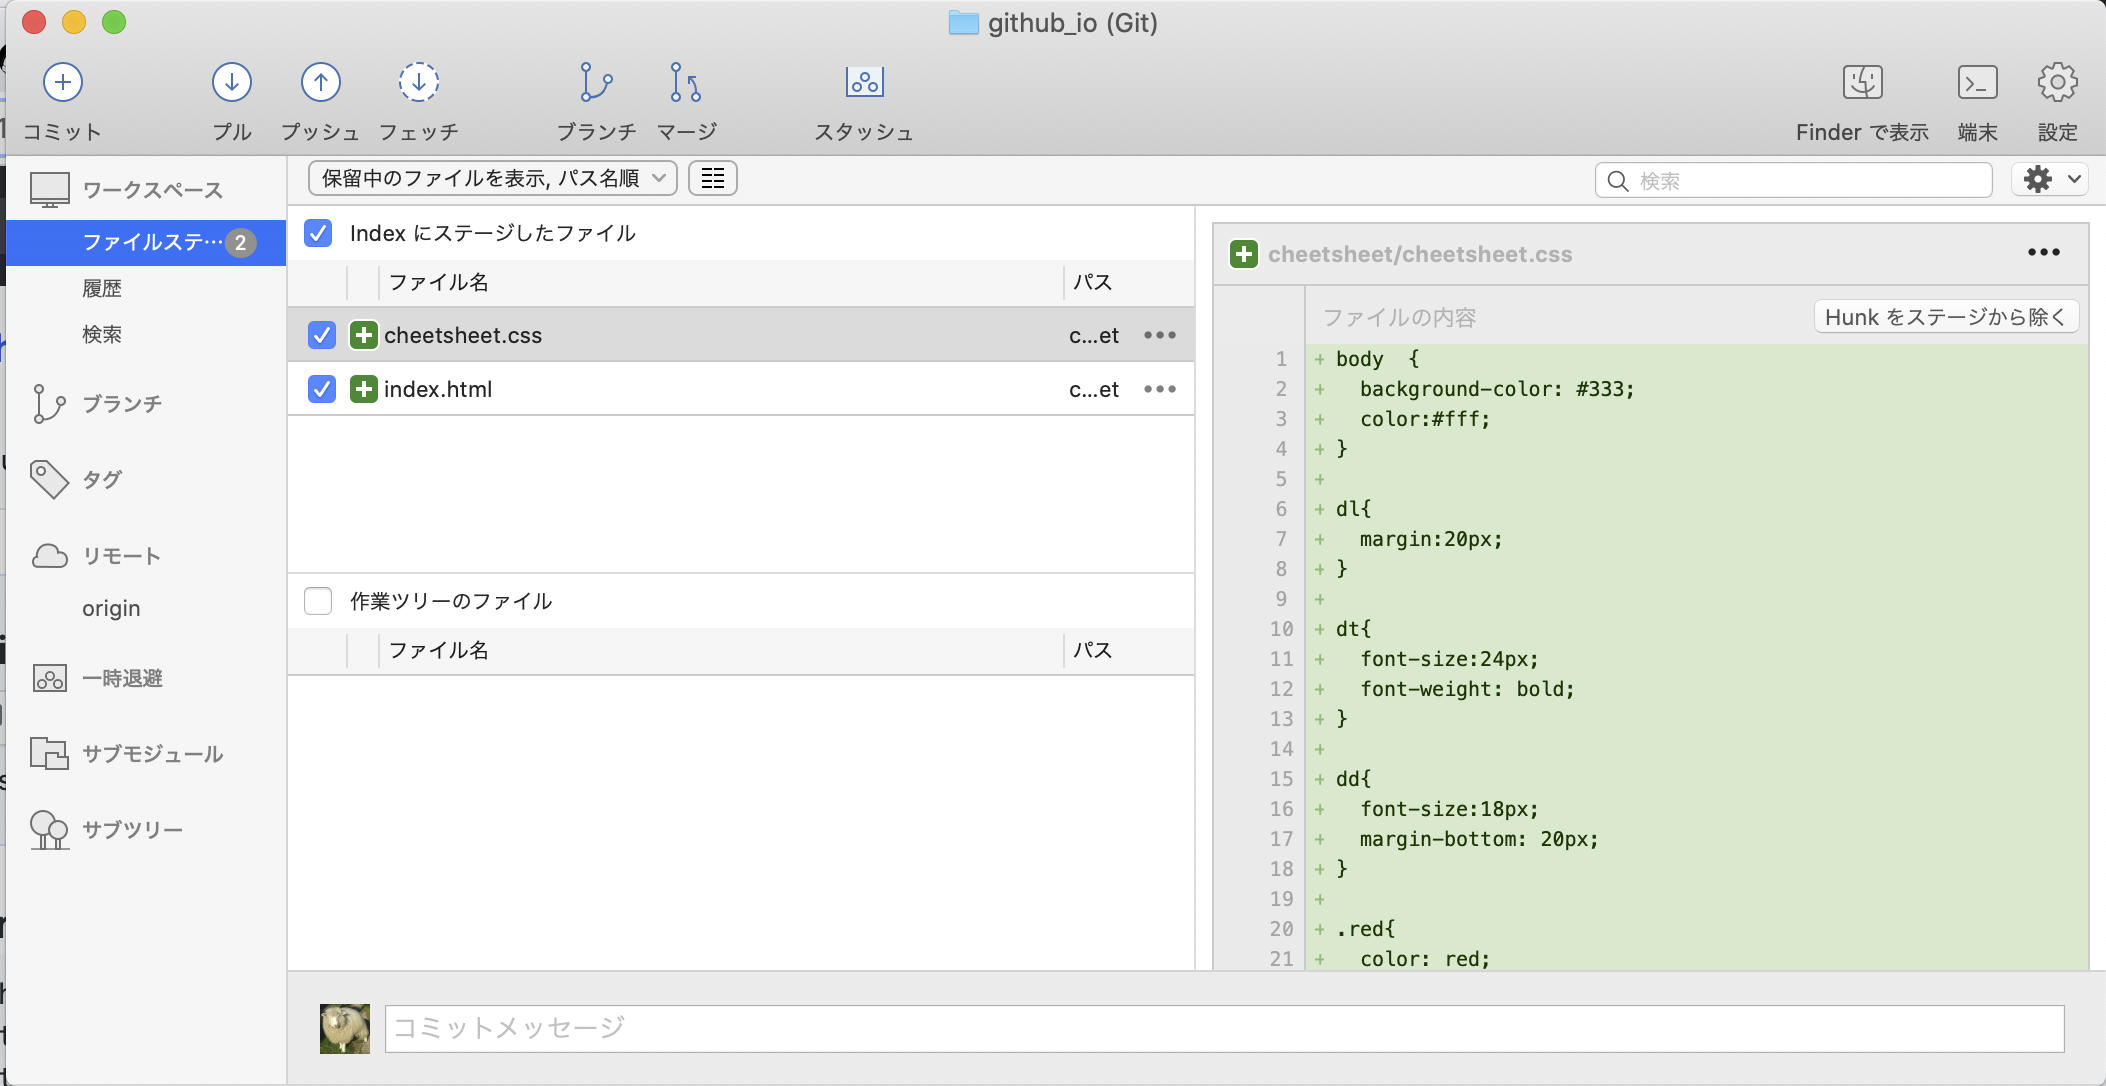 github_io (Git)
コミット
プル
プッシュ
フェッチ
ブランチ
マージ
スタッシュ
Finder で表示
端末
設定
ワークスペース
ファイルステ… 2
履歴
検索
ブランチ
タグ
リモート
origin
一時退避
サブモジュール
サブツリー
保留中のファイルを表示, パス名順
検索
Index にステージしたファイル
ファイル名 パス
cheetsheet.css c...et
index.html c...et
作業ツリーのファイル
ファイル名 パス
cheetsheet/cheetsheet.css
ファイルの内容
Hunk をステージから除く
1 + body  {
2 +   background-color: #333;
3 +   color:#fff;
4 + }
5 +
6 + dl{
7 +   margin:20px;
8 + }
9 +
10 + dt{
11 +   font-size:24px;
12 +   font-weight: bold;
13 + }
14 +
15 + dd{
16 +   font-size:18px;
17 +   margin-bottom: 20px;
18 + }
19 +
20 + .red{
21 +   color: red;
コミットメッセージ